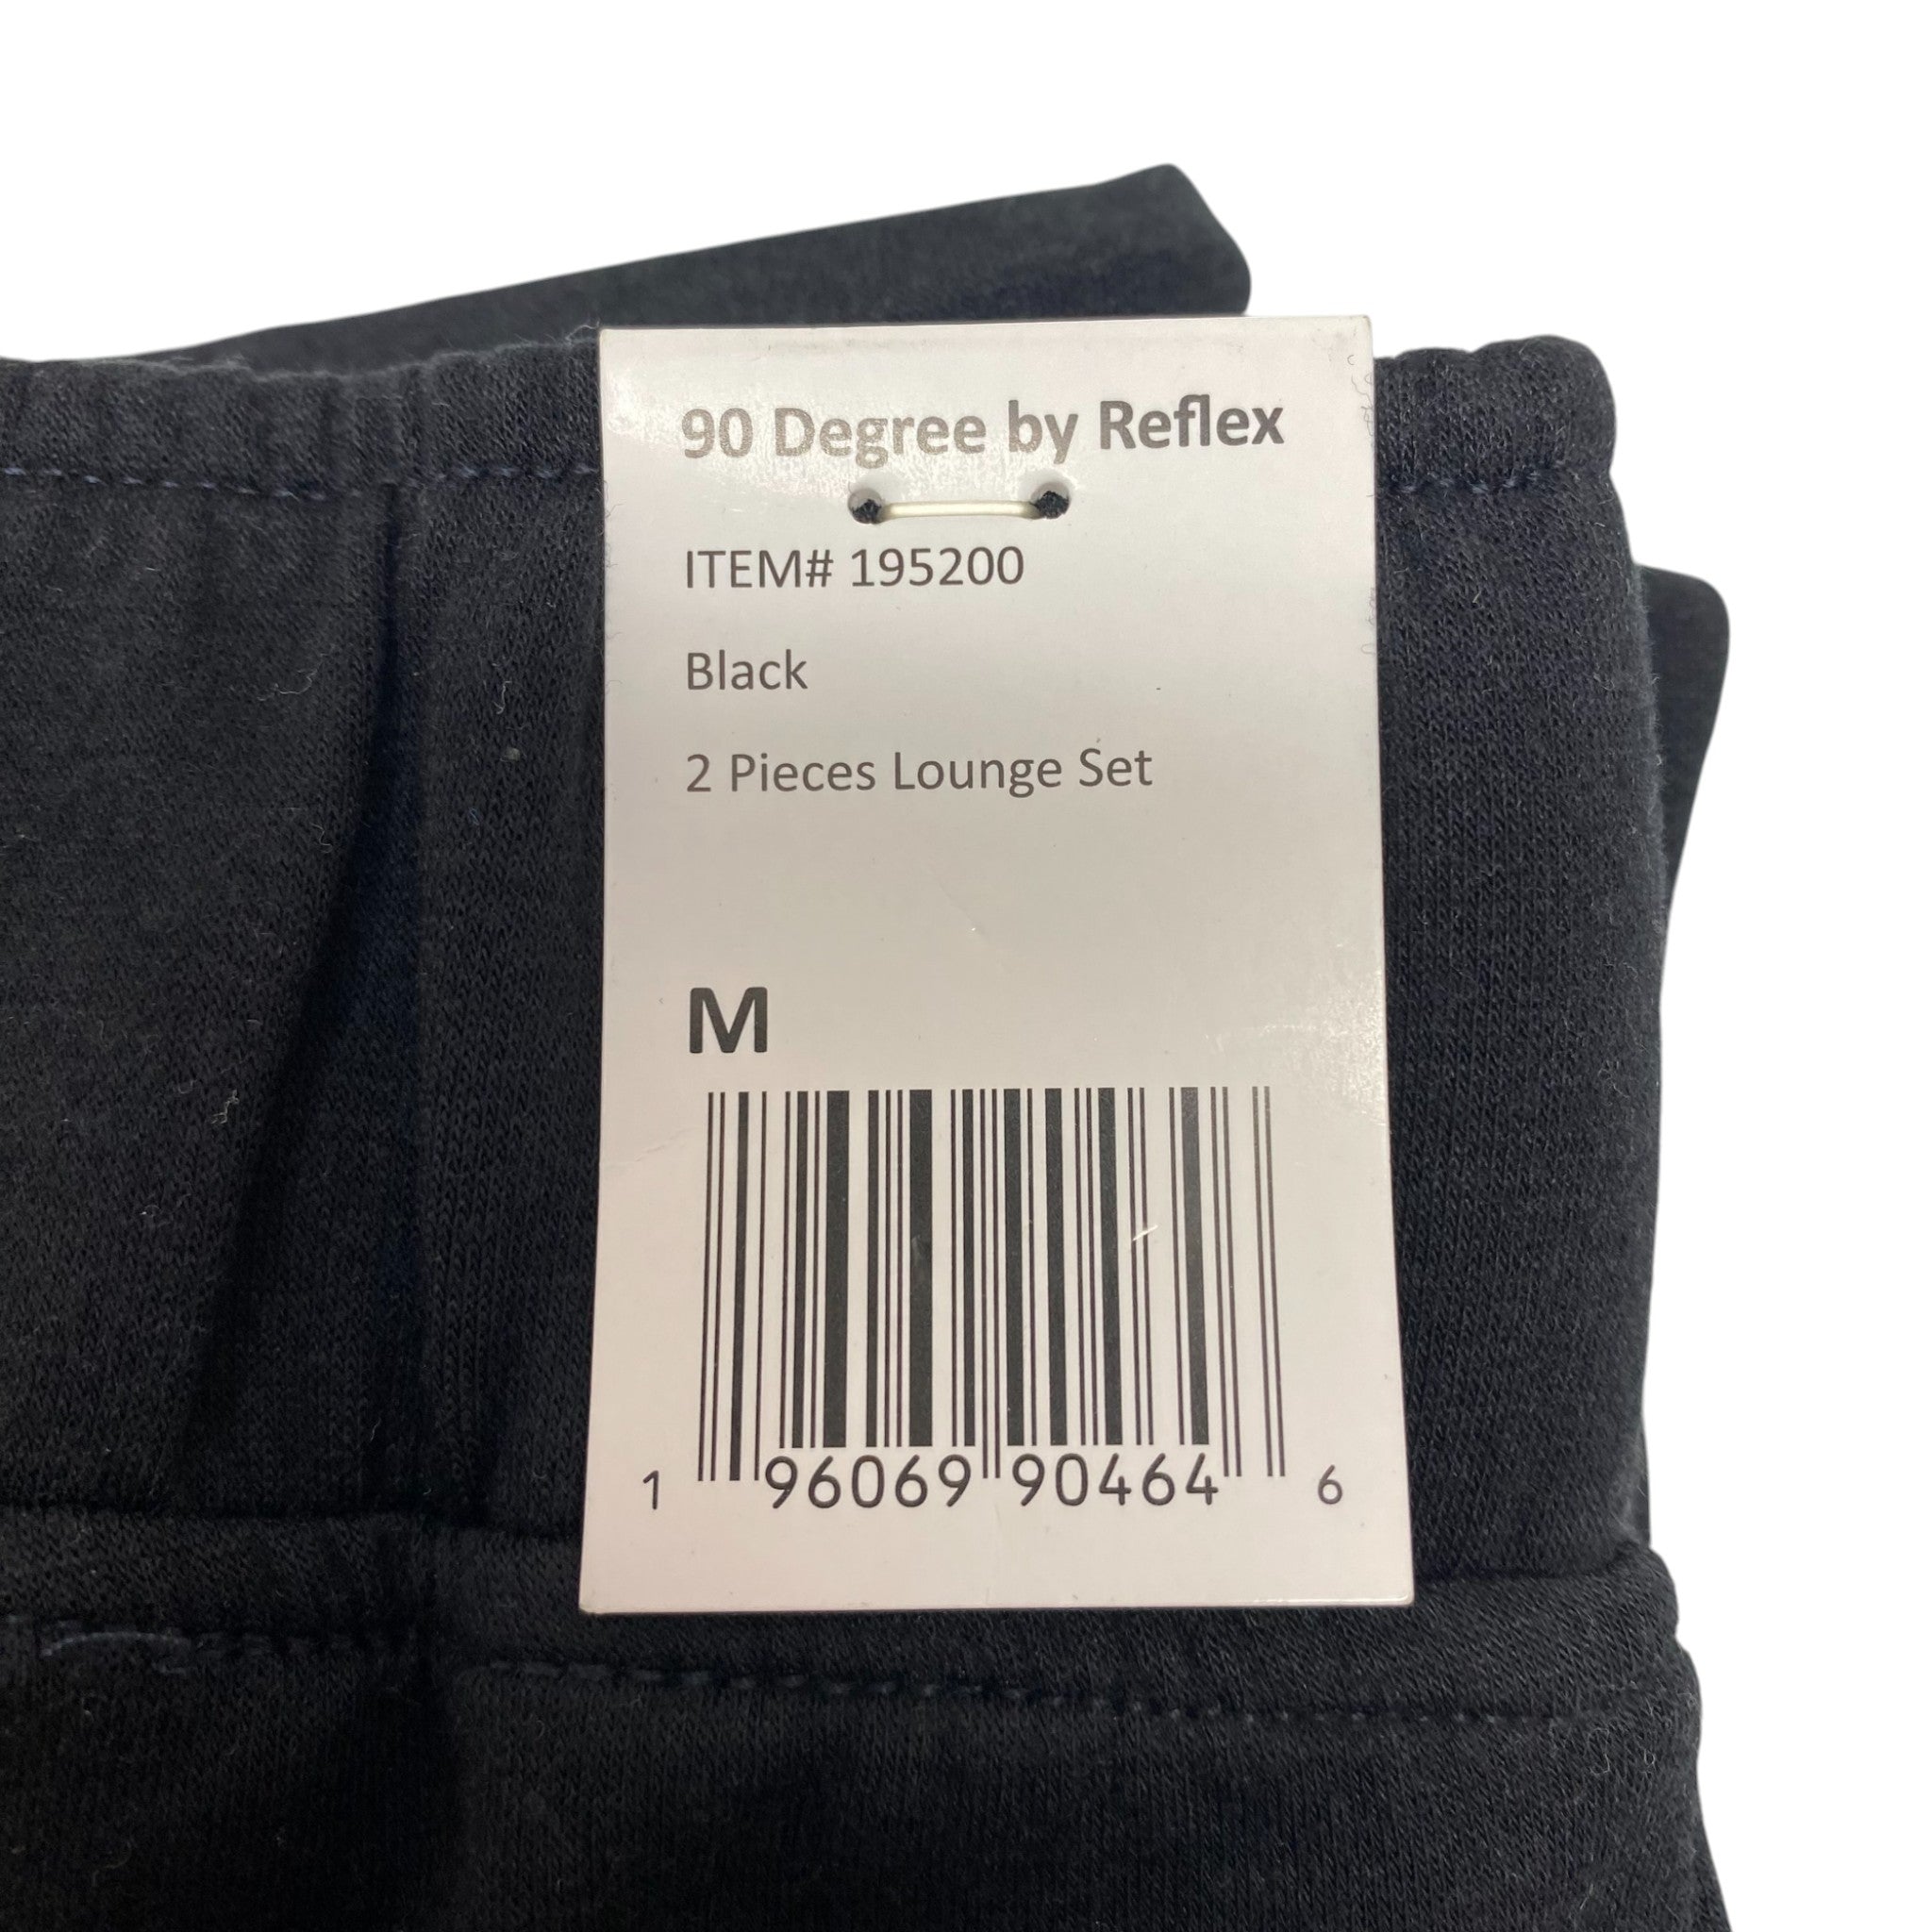 90 Degree by Reflex
ITEM# 195200
Black
2 Pieces Lounge Set
M
1 96069 90464 6